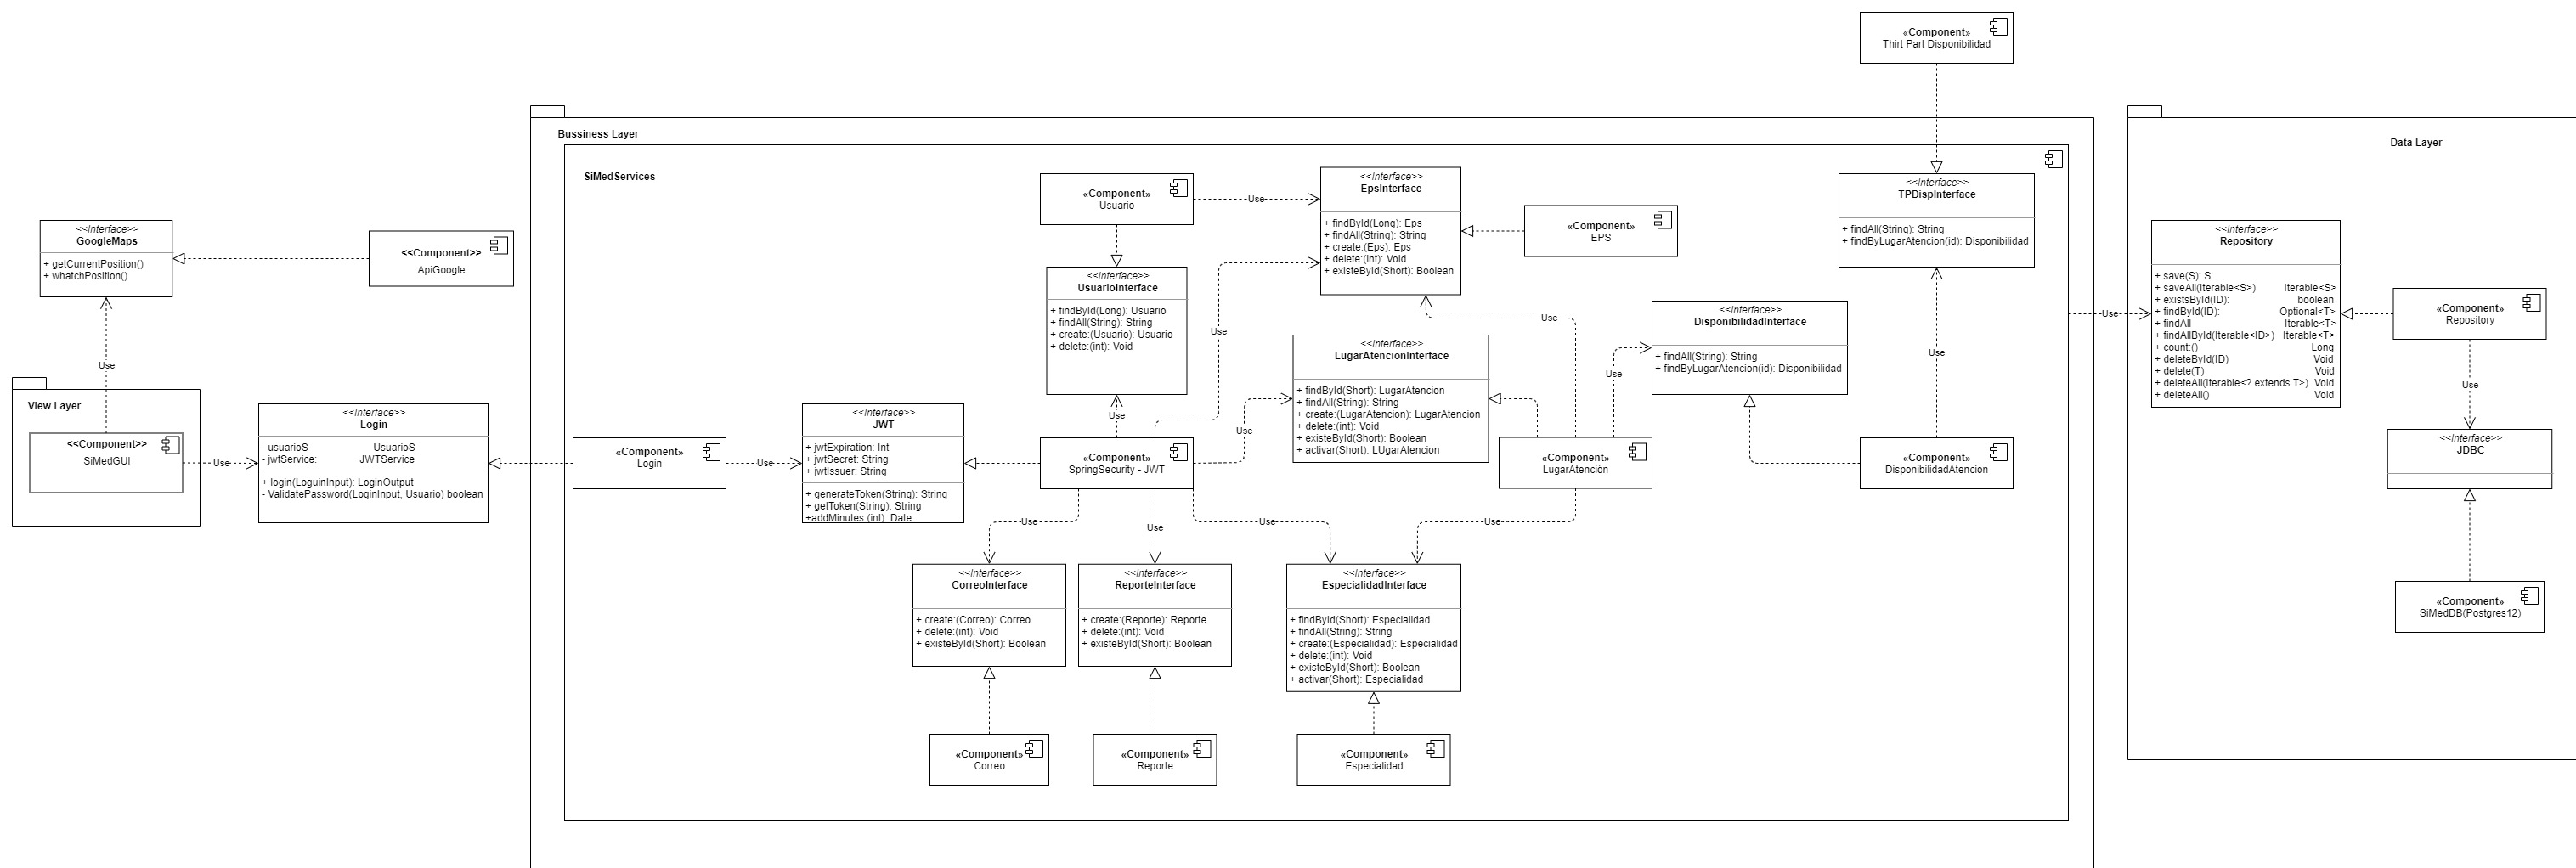 «Component»
Thirt Part Disponibilidad
Bussiness Layer
SiMedServices
Data Layer
<<Interface>>
GoogleMaps
+ getCurrentPosition()
+ whatchPosition()
<<Component>>
ApiGoogle
Use
View Layer
<<Component>>
SiMedGUI
Use
<<Interface>>
Login
- usuarioS UsuarioS
- jwtService: JWTService
+ login(LoguinInput): LoginOutput
- ValidatePassword(LoginInput, Usuario) boolean
«Component»
Login
Use
<<Interface>>
JWT
+ jwtExpiration: Int
+ jwtSecret: String
+ jwtIssuer: String
+ generateToken(String): String
+ getToken(String): String
+addMinutes:(int): Date
«Component»
Usuario
Use
<<Interface>>
UsuarioInterface
+ findById(Long): Usuario
+ findAll(String): String
+ create:(Usuario): Usuario
+ delete:(int): Void
Use
«Component»
SpringSecurity - JWT
Use
Use
<<Interface>>
EpsInterface
+ findById(Long): Eps
+ findAll(String): String
+ create:(Eps): Eps
+ delete:(int): Void
+ existeById(Short): Boolean
«Component»
EPS
Use
<<Interface>>
LugarAtencionInterface
+ findById(Short): LugarAtencion
+ findAll(String): String
+ create:(LugarAtencion): LugarAtencion
+ delete:(int): Void
+ existeById(Short): Boolean
+ activar(Short): LUgarAtencion
«Component»
LugarAtención
Use
<<Interface>>
DisponibilidadInterface
+ findAll(String): String
+ findByLugarAtencion(id): Disponibilidad
<<Interface>>
TPDispInterface
+ findAll(String): String
+ findByLugarAtencion(id): Disponibilidad
Use
«Component»
DisponibilidadAtencion
Use
Use
Use
Use
<<Interface>>
CorreoInterface
+ create:(Correo): Correo
+ delete:(int): Void
+ existeById(Short): Boolean
<<Interface>>
ReporteInterface
+ create:(Reporte): Reporte
+ delete:(int): Void
+ existeById(Short): Boolean
<<Interface>>
EspecialidadInterface
+ findById(Short): Especialidad
+ findAll(String): String
+ create:(Especialidad): Especialidad
+ delete:(int): Void
+ existeById(Short): Boolean
+ activar(Short): Especialidad
«Component»
Correo
«Component»
Reporte
«Component»
Especialidad
Use
<<Interface>>
Repository
+ save(S): S
+ saveAll(Iterable<S>) Iterable<S>
+ existsById(ID): boolean
+ findById(ID): Optional<T>
+ findAll Iterable<T>
+ findAllById(Iterable<ID>) Iterable<T>
+ count:() Long
+ deleteById(ID) Void
+ delete(T) Void
+ deleteAll(Iterable<? extends T>) Void
+ deleteAll() Void
«Component»
Repository
Use
<<Interface>>
JDBC
«Component»
SiMedDB(Postgres12)